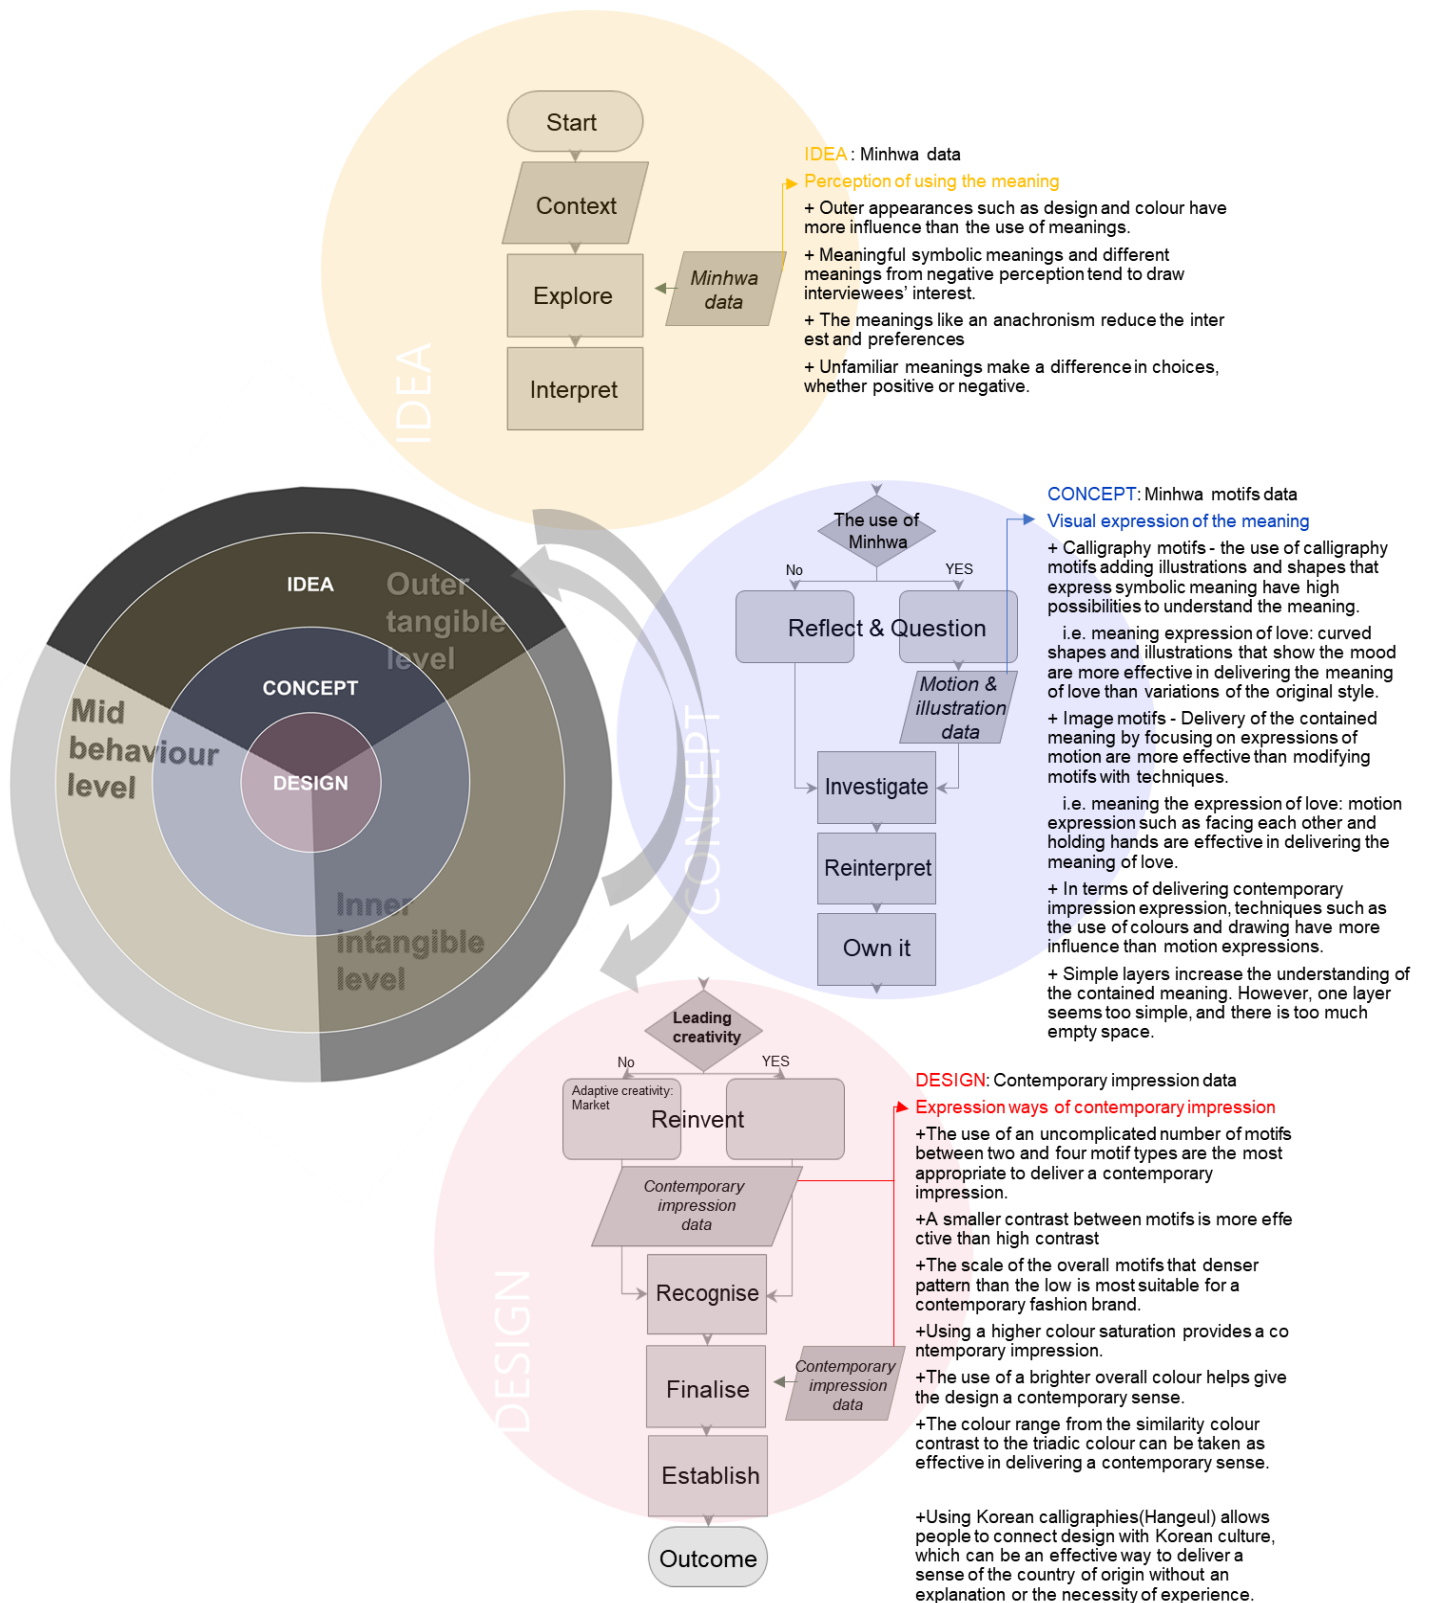 Start
Context
Explore
Minhwa
data
Interpret
IDEA
IDEA : Minhwa data
Perception of using the meaning
+ Outer appearances such as design and colour have
more influence than the use of meanings.
+ Meaningful symbolic meanings and different
meanings from negative perception tend to draw
interviewees’ interest.
+ The meanings like an anachronism reduce the inter
est and preferences
+ Unfamiliar meanings make a difference in choices,
whether positive or negative.
IDEA
CONCEPT
DESIGN
Outer
tangible
level
Mid
behaviour
level
Inner
intangible
level
The use of
Minhwa
No
YES
Reflect & Question
Motion &
illustration
data
Investigate
Reinterpret
Own it
CONCEPT
CONCEPT: Minhwa motifs data
Visual expression of the meaning
+ Calligraphy motifs - the use of calligraphy
motifs adding illustrations and shapes that
express symbolic meaning have high
possibilities to understand the meaning.
i.e. meaning expression of love: curved
shapes and illustrations that show the mood
are more effective in delivering the meaning
of love than variations of the original style.
+ Image motifs - Delivery of the contained
meaning by focusing on expressions of
motion are more effective than modifying
motifs with techniques.
i.e. meaning the expression of love: motion
expression such as facing each other and
holding hands are effective in delivering the
meaning of love.
+ In terms of delivering contemporary
impression expression, techniques such as
the use of colours and drawing have more
influence than motion expressions.
+ Simple layers increase the understanding of
the contained meaning. However, one layer
seems too simple, and there is too much
empty space.
Leading
creativity
No
YES
Adaptive creativity:
Market
Reinvent
Contemporary
impression
data
Recognise
Finalise
Contemporary
impression
data
Establish
Outcome
DESIGN
DESIGN: Contemporary impression data
Expression ways of contemporary impression
+The use of an uncomplicated number of motifs
between two and four motif types are the most
appropriate to deliver a contemporary
impression.
+A smaller contrast between motifs is more effe
ctive than high contrast
+The scale of the overall motifs that denser
pattern than the low is most suitable for a
contemporary fashion brand.
+Using a higher colour saturation provides a co
ntemporary impression.
+The use of a brighter overall colour helps give
the design a contemporary sense.
+The colour range from the similarity colour
contrast to the triadic colour can be taken as
effective in delivering a contemporary sense.
+Using Korean calligraphies(Hangeul) allows
people to connect design with Korean culture,
which can be an effective way to deliver a
sense of the country of origin without an
explanation or the necessity of experience.